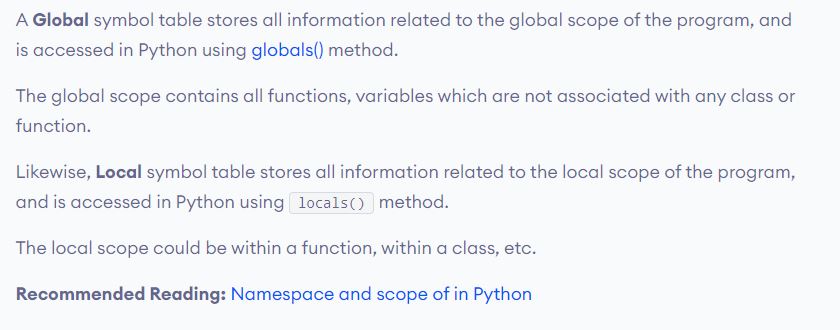 A Global symbol table stores all information related to the global scope of the program, and
is accessed in Python using globals() method.
The global scope contains all functions, variables which are not associated with any class or
function.
Likewise, Local symbol table stores all information related to the local scope of the program,
and is accessed in Python using locals() method.
The local scope could be within a function, within a class, etc.
Recommended Reading: Namespace and scope of in Python